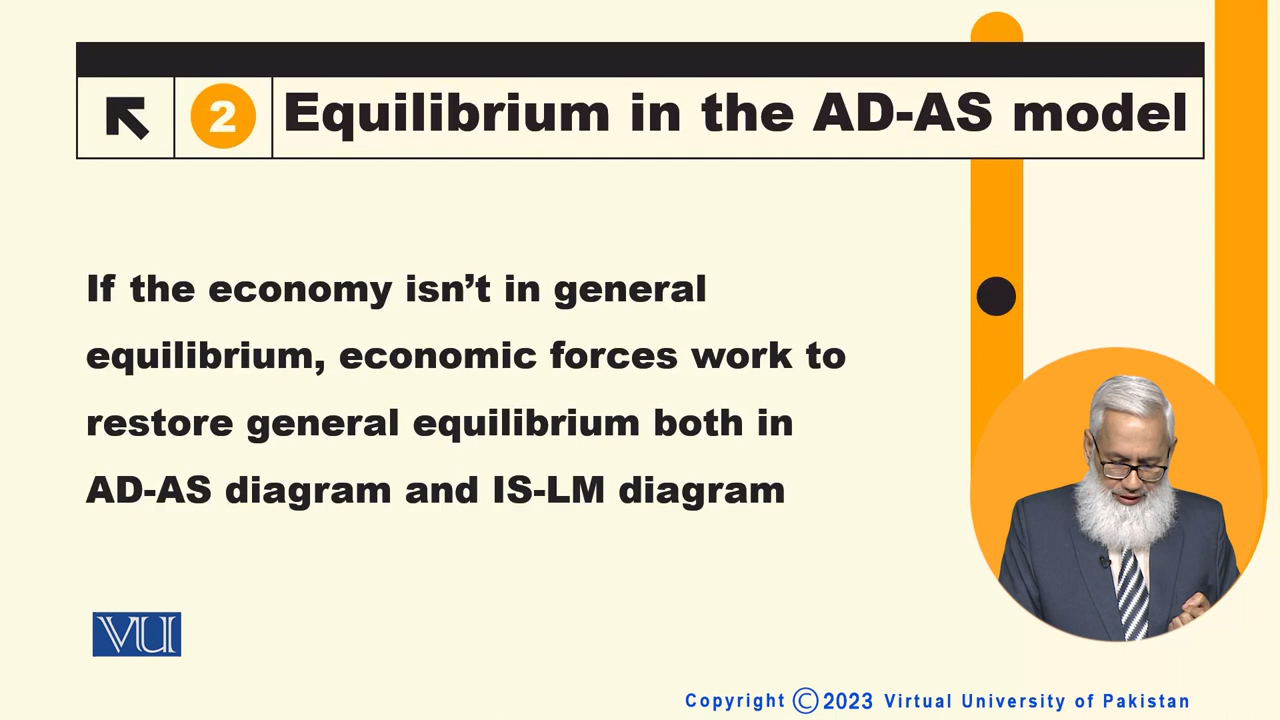 2 Equilibrium in the AD-AS model
If the economy isn’t in general
equilibrium, economic forces work to
restore general equilibrium both in
AD-AS diagram and IS-LM diagram
VU
Copyright ©2023 Virtual University of Pakistan